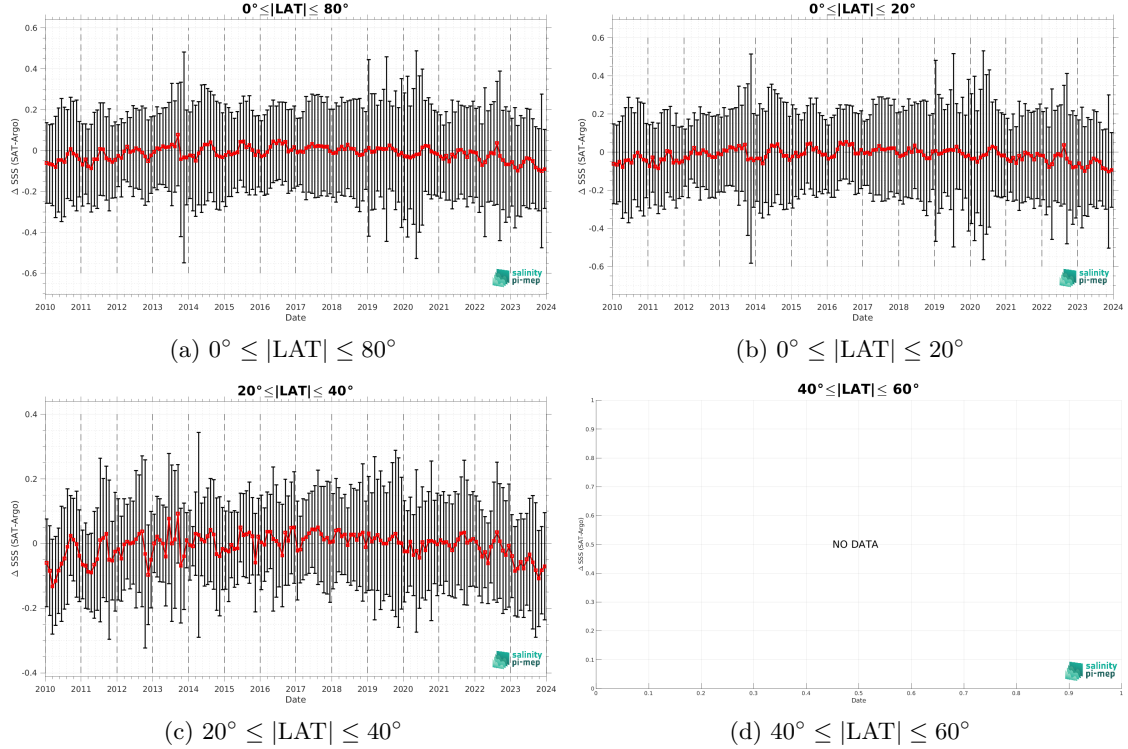 0°≤|LAT|≤ 80°
Δ SSS (SAT-Argo)
0.6
0.4
0.2
0
-0.2
-0.4
-0.6
2010 2011 2012 2013 2014 2015 2016 2017 2018 2019 2020 2021 2022 2023 2024
Date
salinity
pi-mep
(a) 0° ≤ |LAT| ≤ 80°
0°≤|LAT|≤ 20°
Δ SSS (SAT-Argo)
0.6
0.4
0.2
0
-0.2
-0.4
-0.6
2010 2011 2012 2013 2014 2015 2016 2017 2018 2019 2020 2021 2022 2023 2024
Date
salinity
pi-mep
(b) 0° ≤ |LAT| ≤ 20°
20°≤|LAT|≤ 40°
Δ SSS (SAT-Argo)
0.4
0.2
0
-0.2
-0.4
2010 2011 2012 2013 2014 2015 2016 2017 2018 2019 2020 2021 2022 2023 2024
Date
salinity
pi-mep
(c) 20° ≤ |LAT| ≤ 40°
40°≤|LAT|≤ 60°
Δ SSS (SAT-Argo)
1
0.9
0.8
0.7
0.6
0.5
0.4
0.3
0.2
0.1
0
NO DATA
0 0.1 0.2 0.3 0.4 0.5 0.6 0.7 0.8 0.9 1
Date
salinity
pi-mep
(d) 40° ≤ |LAT| ≤ 60°